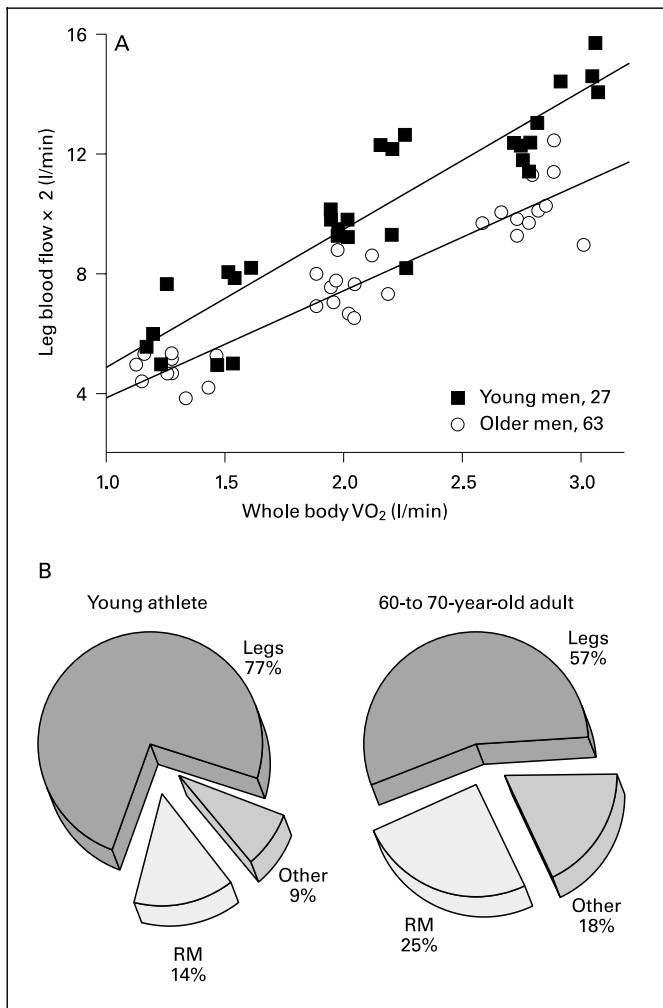 A
16
12
8
4
Leg blood flow × 2 (l/min)
Young men, 27
Older men, 63
1.0 1.5 2.0 2.5 3.0
Whole body VO2 (l/min)
B
Young athlete
60-to 70-year-old adult
Legs
77%
Other
9%
RM
14%
Legs
57%
Other
18%
RM
25%